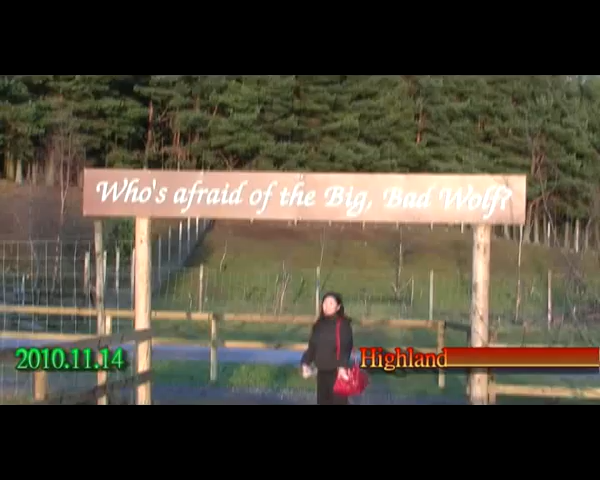 Who's afraid of the Big, Bad Wolf?
2010.11.14
Highland